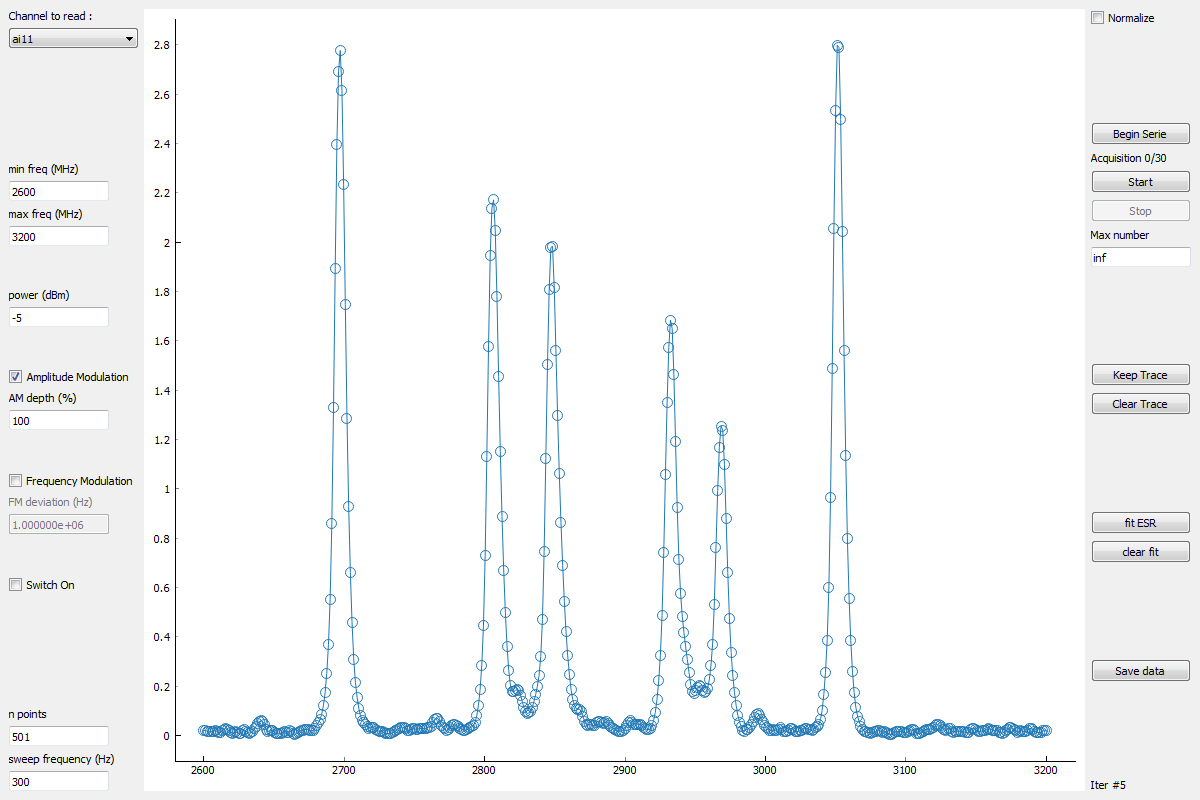 Channel to read :
ai11
min freq (MHz)
2600
max freq (MHz)
3200
power (dBm)
-5
Amplitude Modulation
AM depth (%)
100
Frequency Modulation
FM deviation (Hz)
1.000000e+06
Switch On
n points
501
sweep frequency (Hz)
300
2.8
2.6
2.4
2.2
2
1.8
1.6
1.4
1.2
1
0.8
0.6
0.4
0.2
0
2600 2700 2800 2900 3000 3100 3200
Normalize
Begin Serie
Acquisition 0/30
Start
Stop
Max number
inf
Keep Trace
Clear Trace
fit ESR
clear fit
Save data
Iter #5